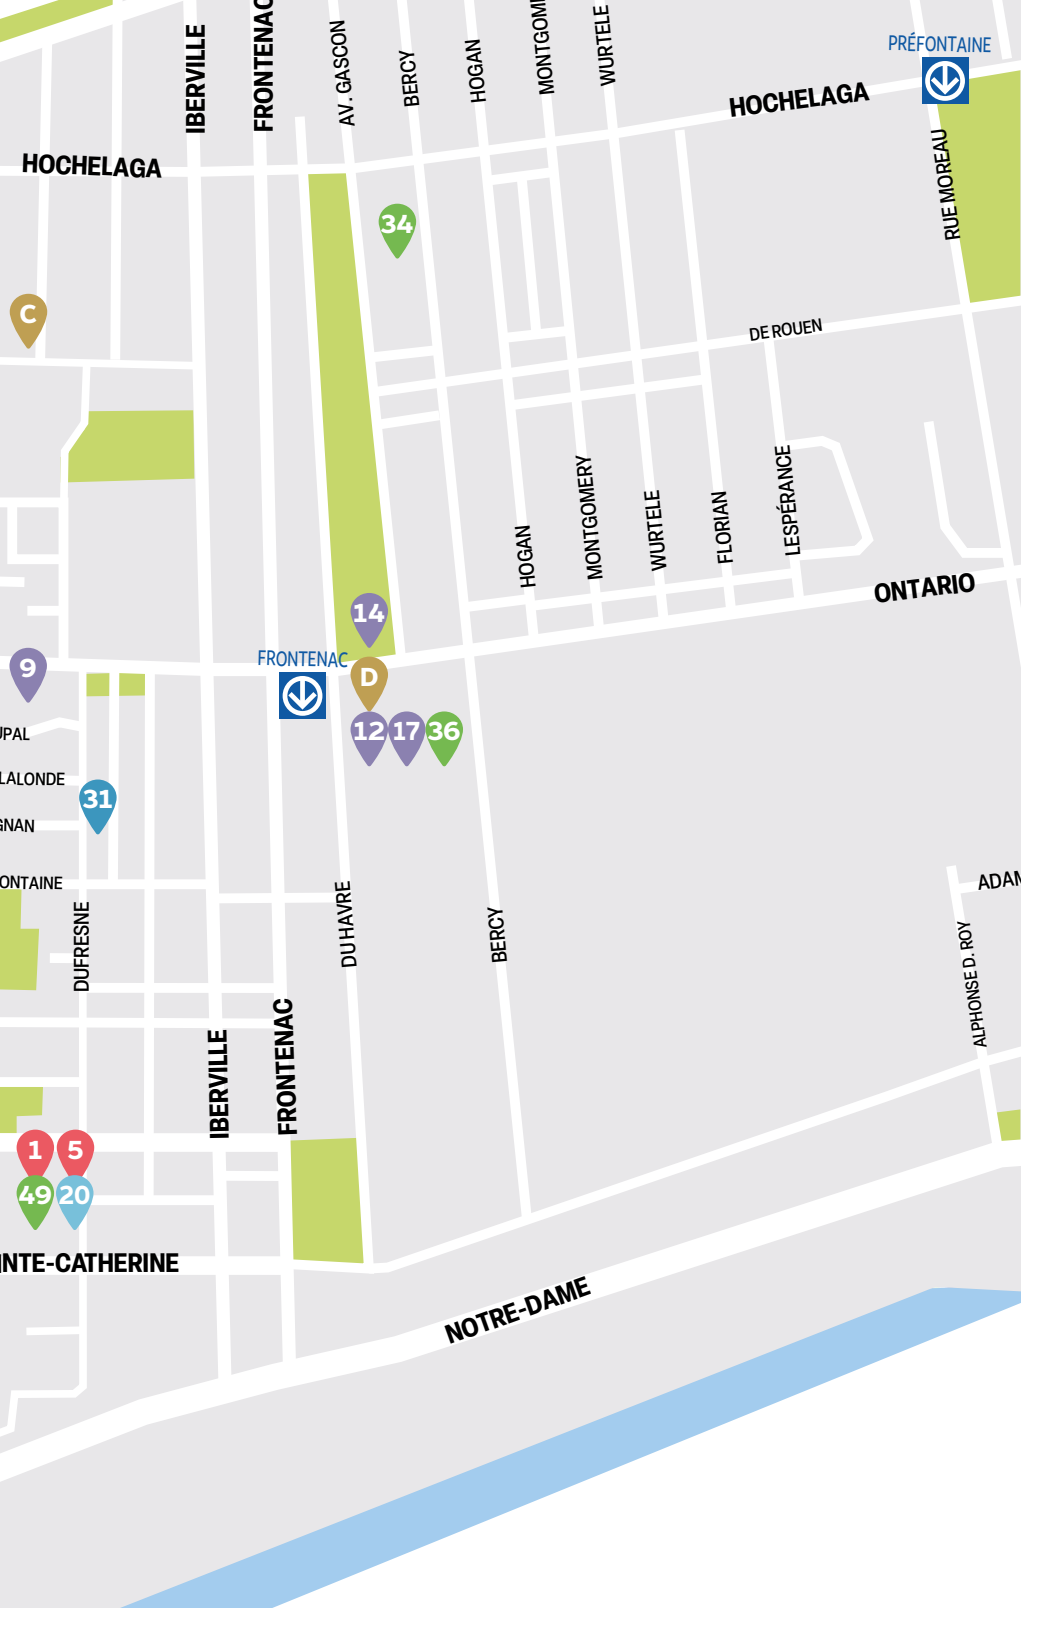 IBERVILLE
FRONTENAC
AV. GASCON
BERCY
HOGAN
WURTELE
PRÉFONTAINE
HOCHELAGA
HOCHELAGA
RUE MOREAU
34
C
DE ROUEN
HOGAN
MONTGOMERY
WURTELE
FLORIAN
LESPÉRANCE
ONTARIO
14
FRONTENAC
9
D
12
17
36
LALONDE
31
DUFRESNE
DU HAVRE
BERCY
ALPHONSE D. ROY
IBERVILLE
FRONTENAC
1
5
49
20
NTE-CATHERINE
NOTRE-DAME